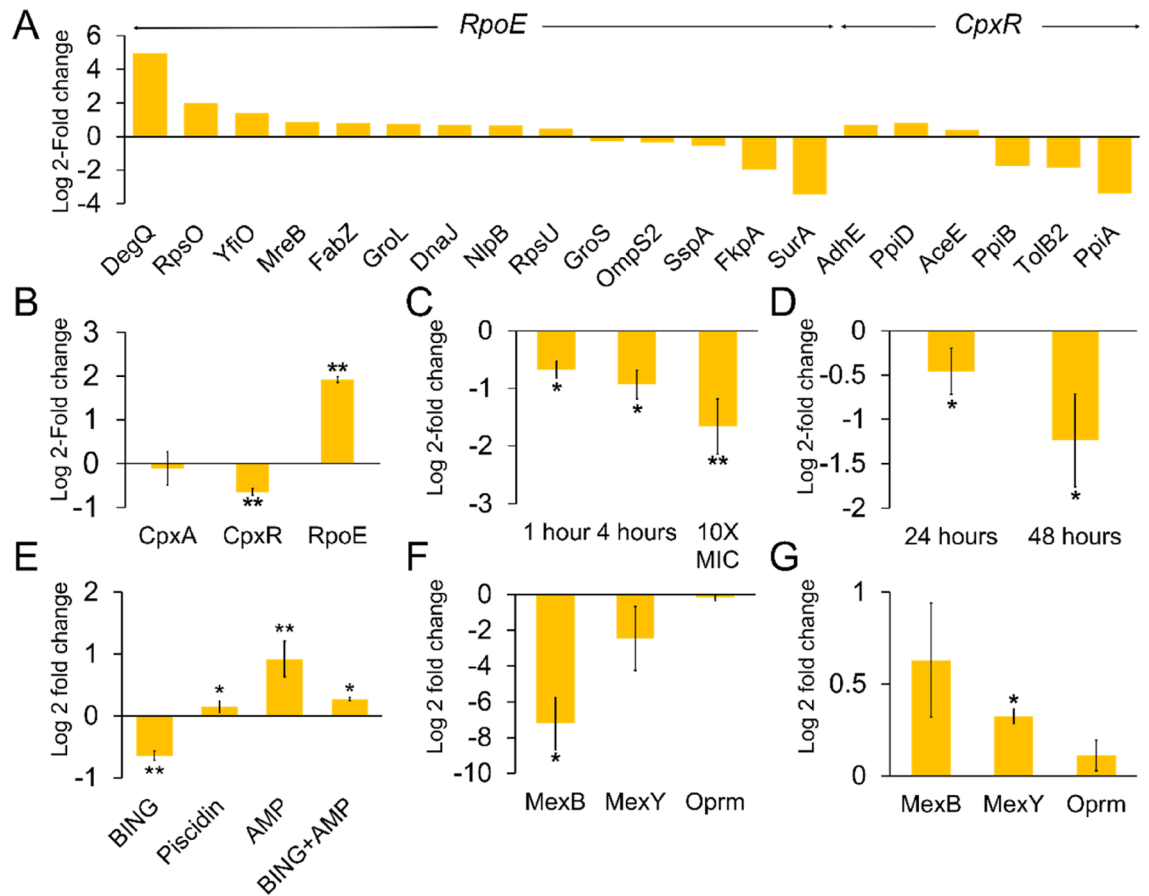 A
RpoE
CpxR
Log 2-Fold change
6
4
2
0
-2
-4
DegQ
RpsO
YfiO
MreB
FabZ
GroL
DnaJ
NlpB
RpsU
GroS
OmpS2
SspA
FkpA
SurA
AdhE
PpiD
AceE
PpiB
TolB2
PpiA
B
Log 2-Fold change
3
2
1
0
-1
**
**
CpxA
CpxR
RpoE
C
Log 2-fold change
0
-1
-2
-3
*
*
**
1 hour
4 hours
10X
MIC
D
Log 2-fold change
0
-0.5
-1
-1.5
-2
*
*
24 hours
48 hours
E
Log 2 fold change
2
1
0
-1
**
*
**
*
BING
Piscidin
AMP
BING+AMP
F
Log 2 fold change
0
-2
-4
-6
-8
-10
*
MexB
MexY
Oprm
G
Log 2 fold change
1
0.5
0
*
MexB
MexY
Oprm